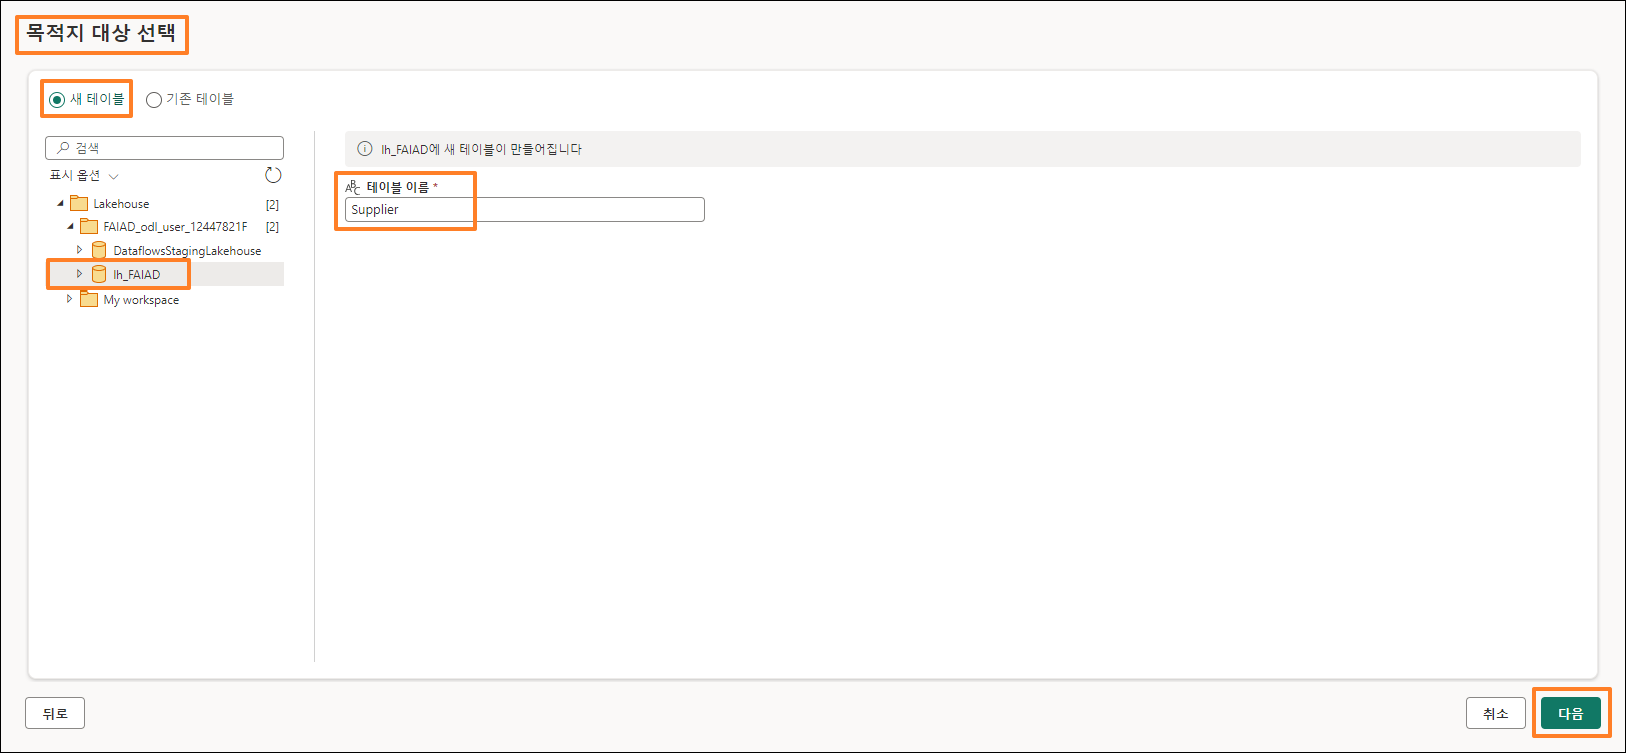 목적지 대상 선택
새 테이블 기존 테이블
검색
표시 옵션
Lakehouse [2]
FAIAD_odl_user_12447821F [2]
DataflowsStagingLakehouse
lh_FAIAD
My workspace
lh_FAIAD에 새 테이블이 만들어집니다
ABC 테이블 이름 *
Supplier
뒤로 취소 다음